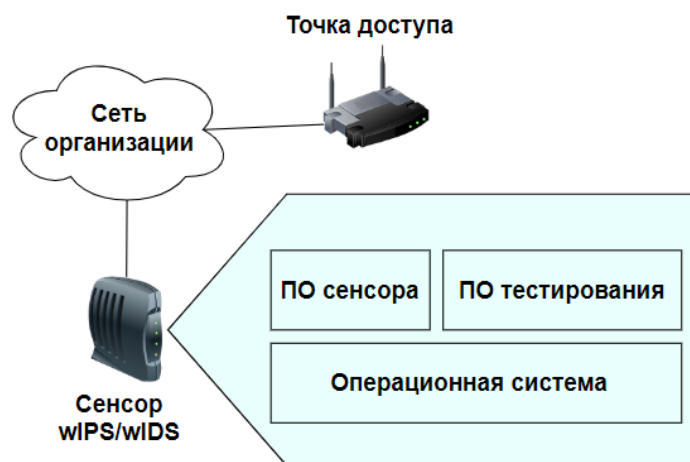 Точка доступа
Сеть
организации
ПО сенсора
ПО тестирования
Операционная система
Сенсор
wIPS/wIDS